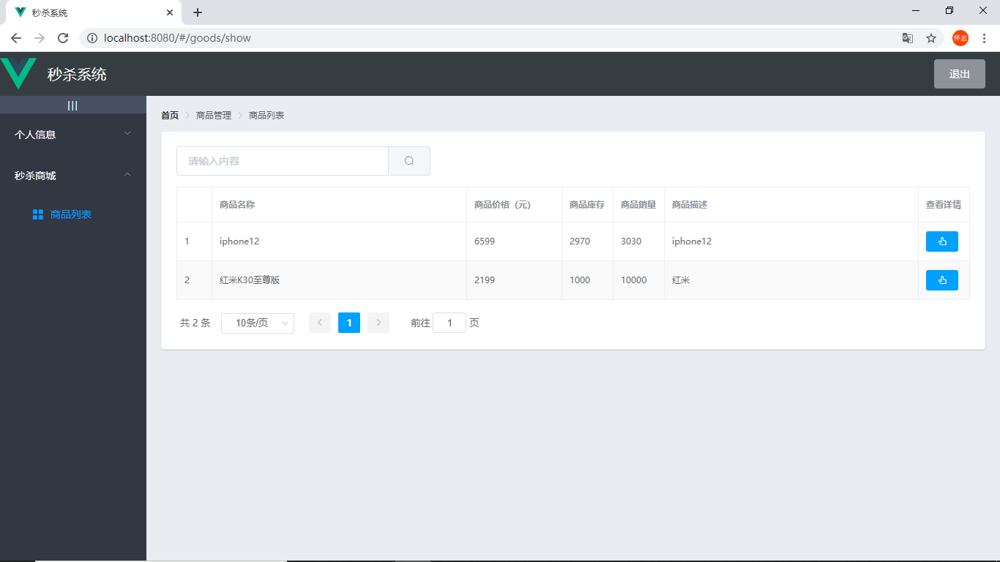 秒杀系统
localhost:8080/#/goods/show
怀忠
秒杀系统
退出
|||
首页 商品管理 商品列表
个人信息
秒杀商城
商品列表
请输入内容
商品名称 商品价格（元） 商品库存 商品销量 商品描述 查看详情
1 iphone12 6599 2970 3030 iphone12
2 红米K30至尊版 2199 1000 10000 红米
共 2 条 10条/页 1 前往 1 页